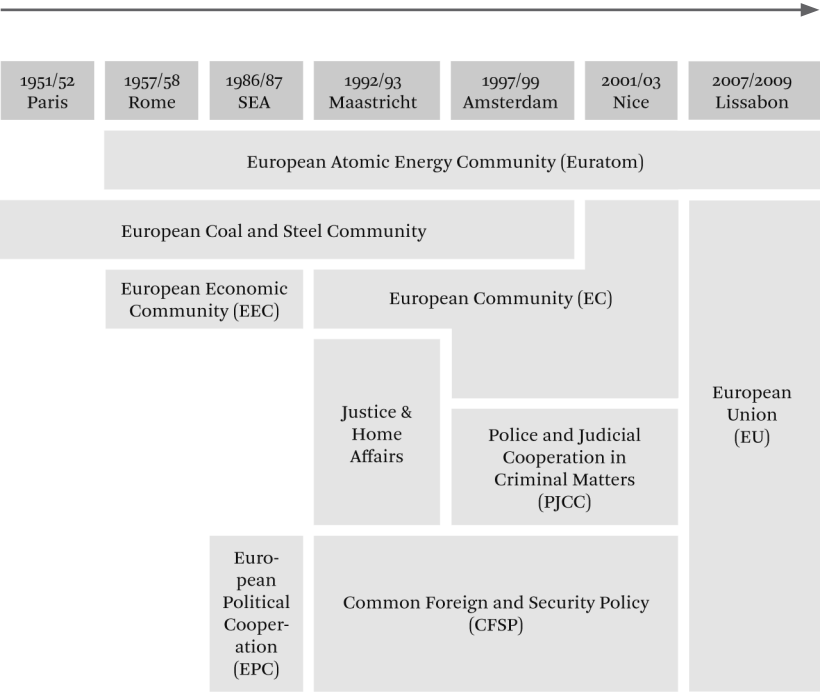 1951/52
Paris
1957/58
Rome
1986/87
SEA
1992/93
Maastricht
1997/99
Amsterdam
2001/03
Nice
2007/2009
Lissabon
European Atomic Energy Community (Euratom)
European Coal and Steel Community
European Economic
Community (EEC)
European Community (EC)
Justice &
Home
Affairs
Police and Judicial
Cooperation in
Criminal Matters
(PJCC)
European
Union
(EU)
Euro-
pean
Political
Cooper-
ation
(EPC)
Common Foreign and Security Policy
(CFSP)